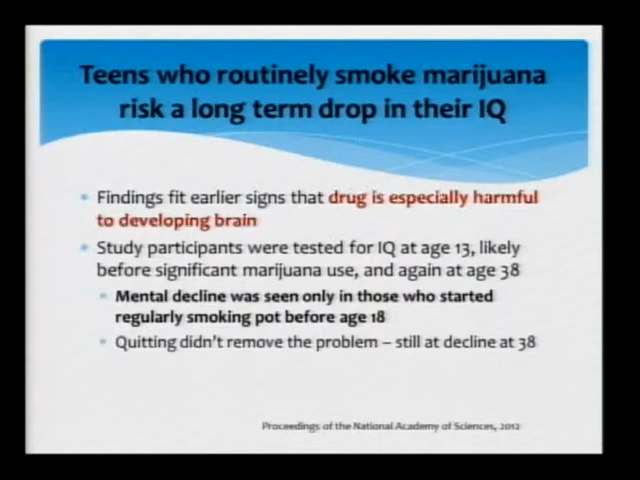 Teens who routinely smoke marijuana
risk a long term drop in their IQ
• Findings fit earlier signs that drug is especially harmful
to developing brain
• Study participants were tested for IQ at age 13, likely
before significant marijuana use, and again at age 38
• Mental decline was seen only in those who started
regularly smoking pot before age 18
• Quitting didn't remove the problem – still at decline at 38
Proceedings of the National Academy of Sciences, 2012